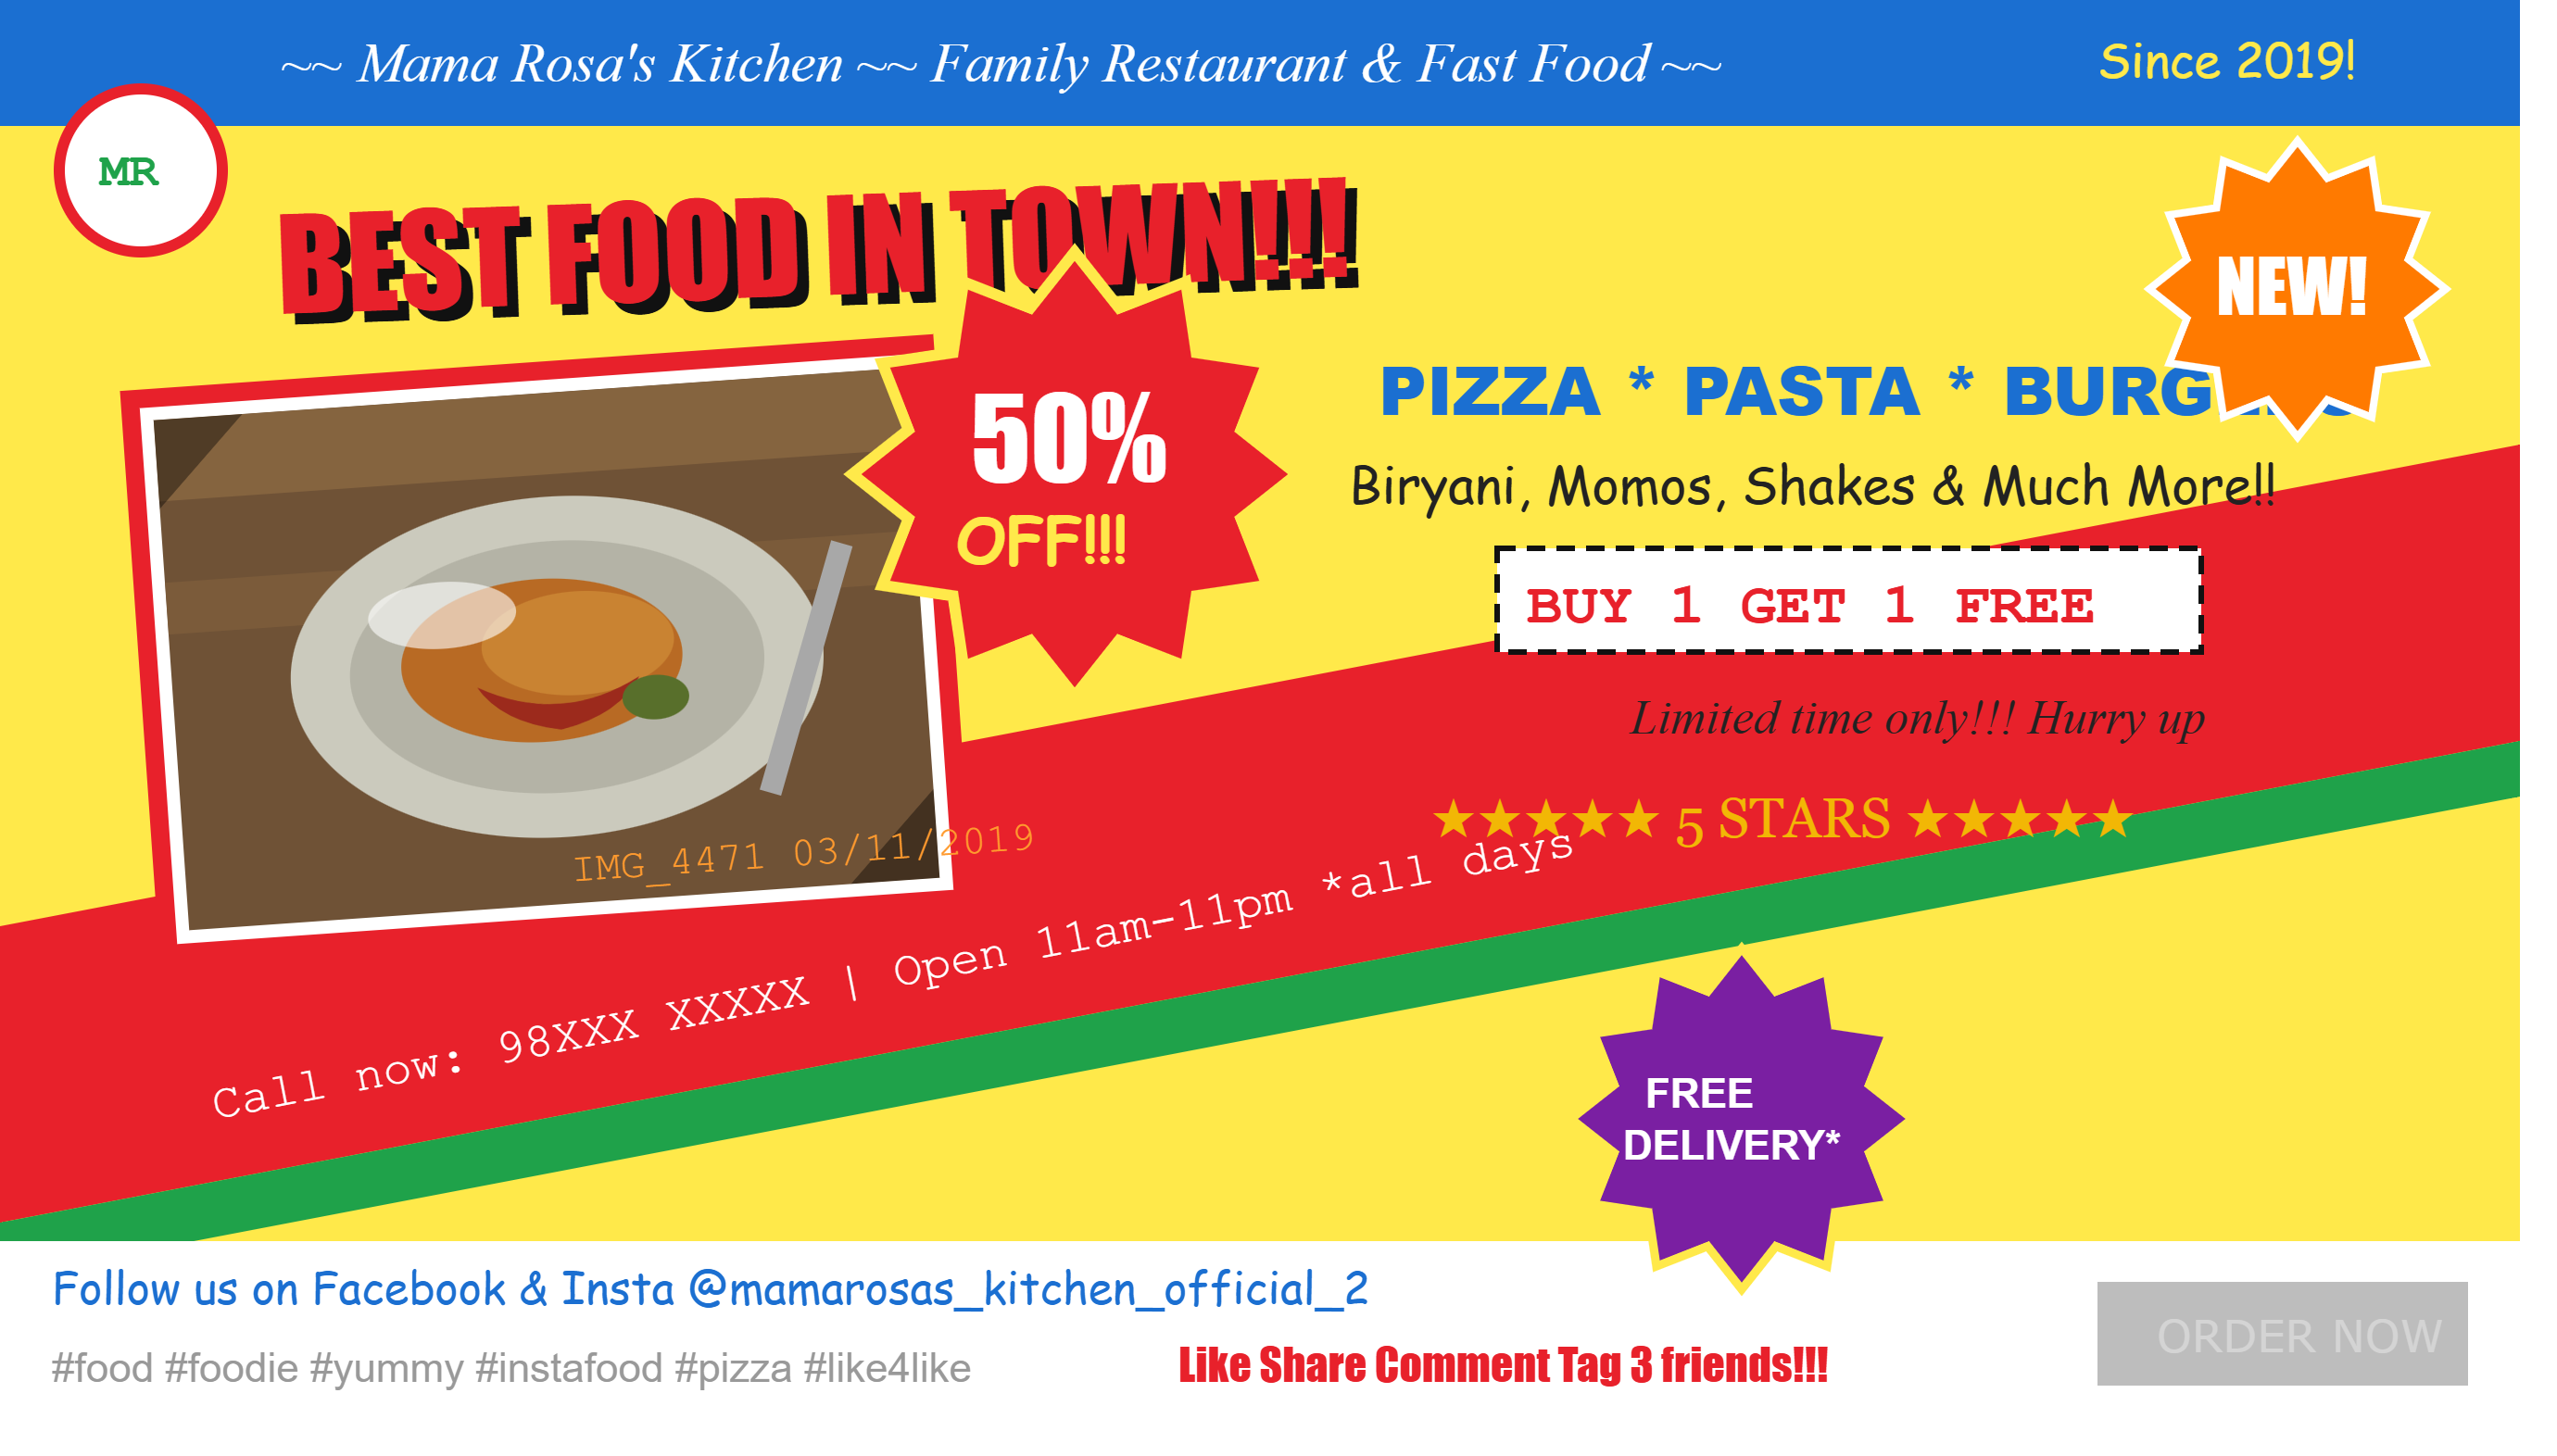 ~~ Mama Rosa's Kitchen ~~ Family Restaurant & Fast Food ~~
Since 2019!
MR
BEST FOOD IN TOWN!!!
NEW!
50%
OFF!!!
PIZZA * PASTA *
Biryani, Momos, Shakes & Much More!!
BUY 1 GET 1 FREE
Limited time only!!! Hurry up
★★★★★ 5 STARS ★★★★★
IMG_4471 03/11/2019
Call now: 98XXX XXXXX | Open 11am-11pm *all days
FREE
DELIVERY*
Follow us on Facebook & Insta @mamarosas_kitchen_official_2
#food #foodie #yummy #instafood #pizza #like4like
Like Share Comment Tag 3 friends!!!
ORDER NOW